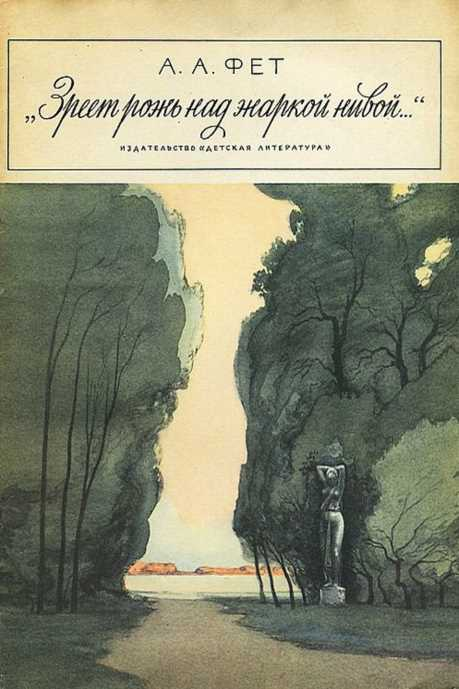 А. А. ФЕТ
„Зреет рожь над жаркой нивой...“
ИЗДАТЕЛЬСТВО «ДЕТСКАЯ ЛИТЕРАТУРА»